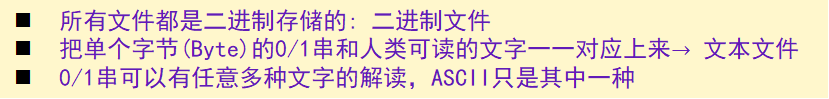 ■ 所有文件都是二进制存储的: 二进制文件
■ 把单个字节(Byte)的0/1串和人类可读的文字一一对应上来→ 文本文件
■ 0/1串可以有任意多种文字的解读，ASCII只是其中一种